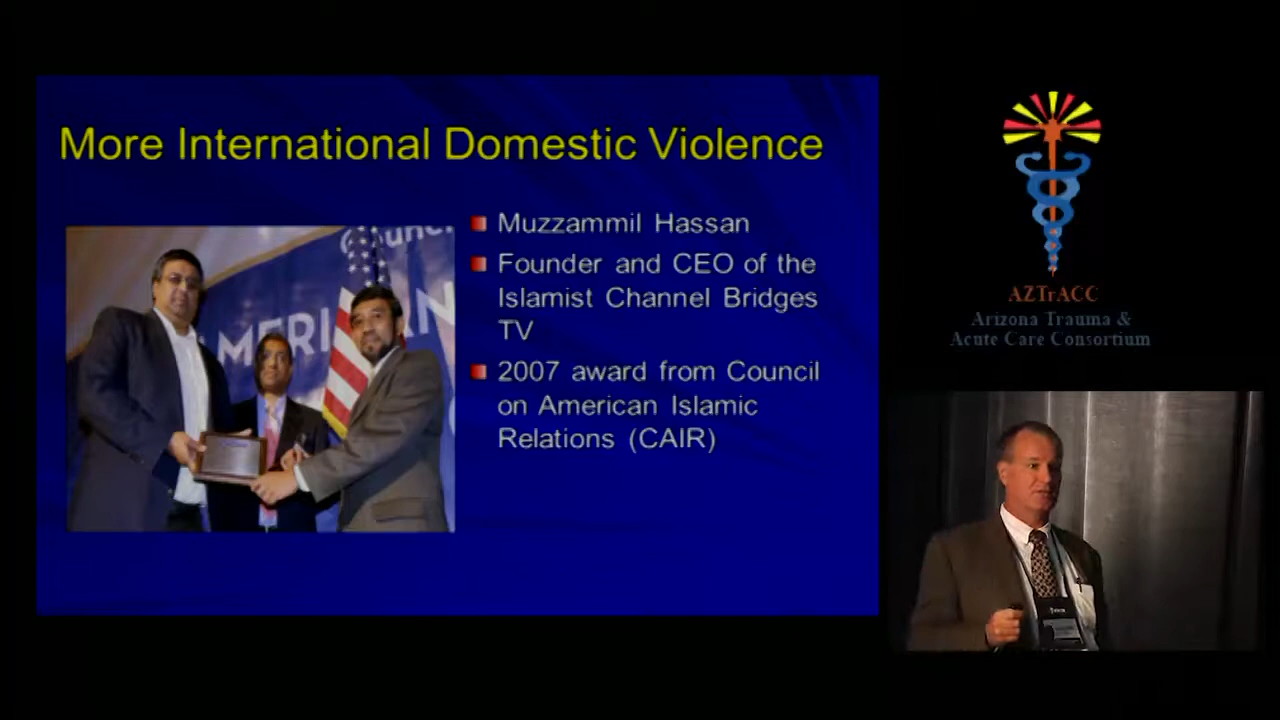 More International Domestic Violence
Muzzammil Hassan
Founder and CEO of the
Islamist Channel Bridges
TV
2007 award from Council
on American Islamic
Relations (CAIR)
AMERICAN
AZTrACC
Arizona Trauma &
Acute Care Consortium